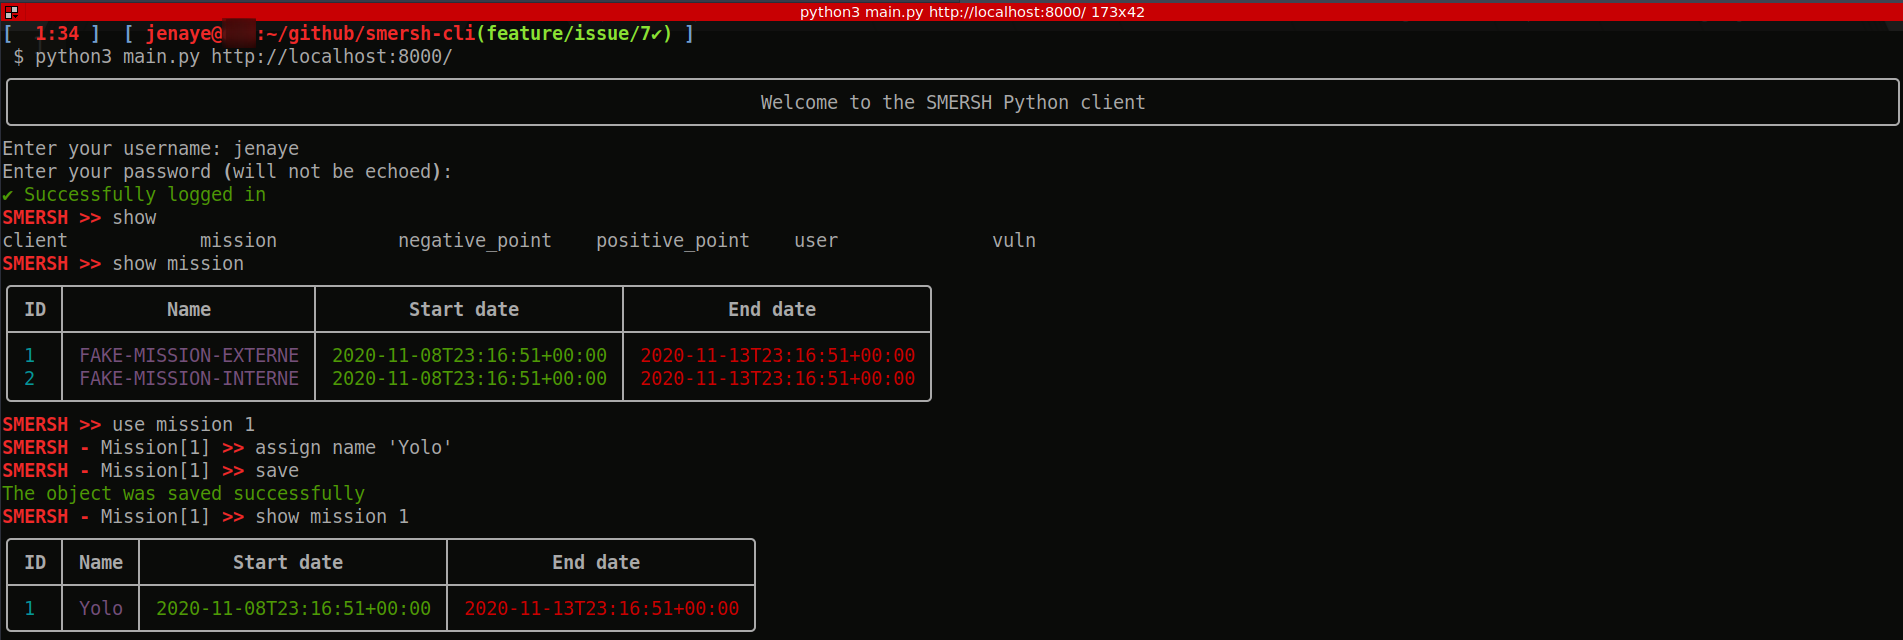 python3 main.py http://localhost:8000/ 173x42
[  1:34 ]  [ jenaye@ :~/github/smersh-cli(feature/issue/7✔) ]
$ python3 main.py http://localhost:8000/
Welcome to the SMERSH Python client
Enter your username: jenaye
Enter your password (will not be echoed):
✔ Successfully logged in
SMERSH >> show
client mission negative_point positive_point user vuln
SMERSH >> show mission
ID Name Start date End date
1 FAKE-MISSION-EXTERNE 2020-11-08T23:16:51+00:00 2020-11-13T23:16:51+00:00
2 FAKE-MISSION-INTERNE 2020-11-08T23:16:51+00:00 2020-11-13T23:16:51+00:00
SMERSH >> use mission 1
SMERSH - Mission[1] >> assign name 'Yolo'
SMERSH - Mission[1] >> save
The object was saved successfully
SMERSH - Mission[1] >> show mission 1
ID Name Start date End date
1 Yolo 2020-11-08T23:16:51+00:00 2020-11-13T23:16:51+00:00